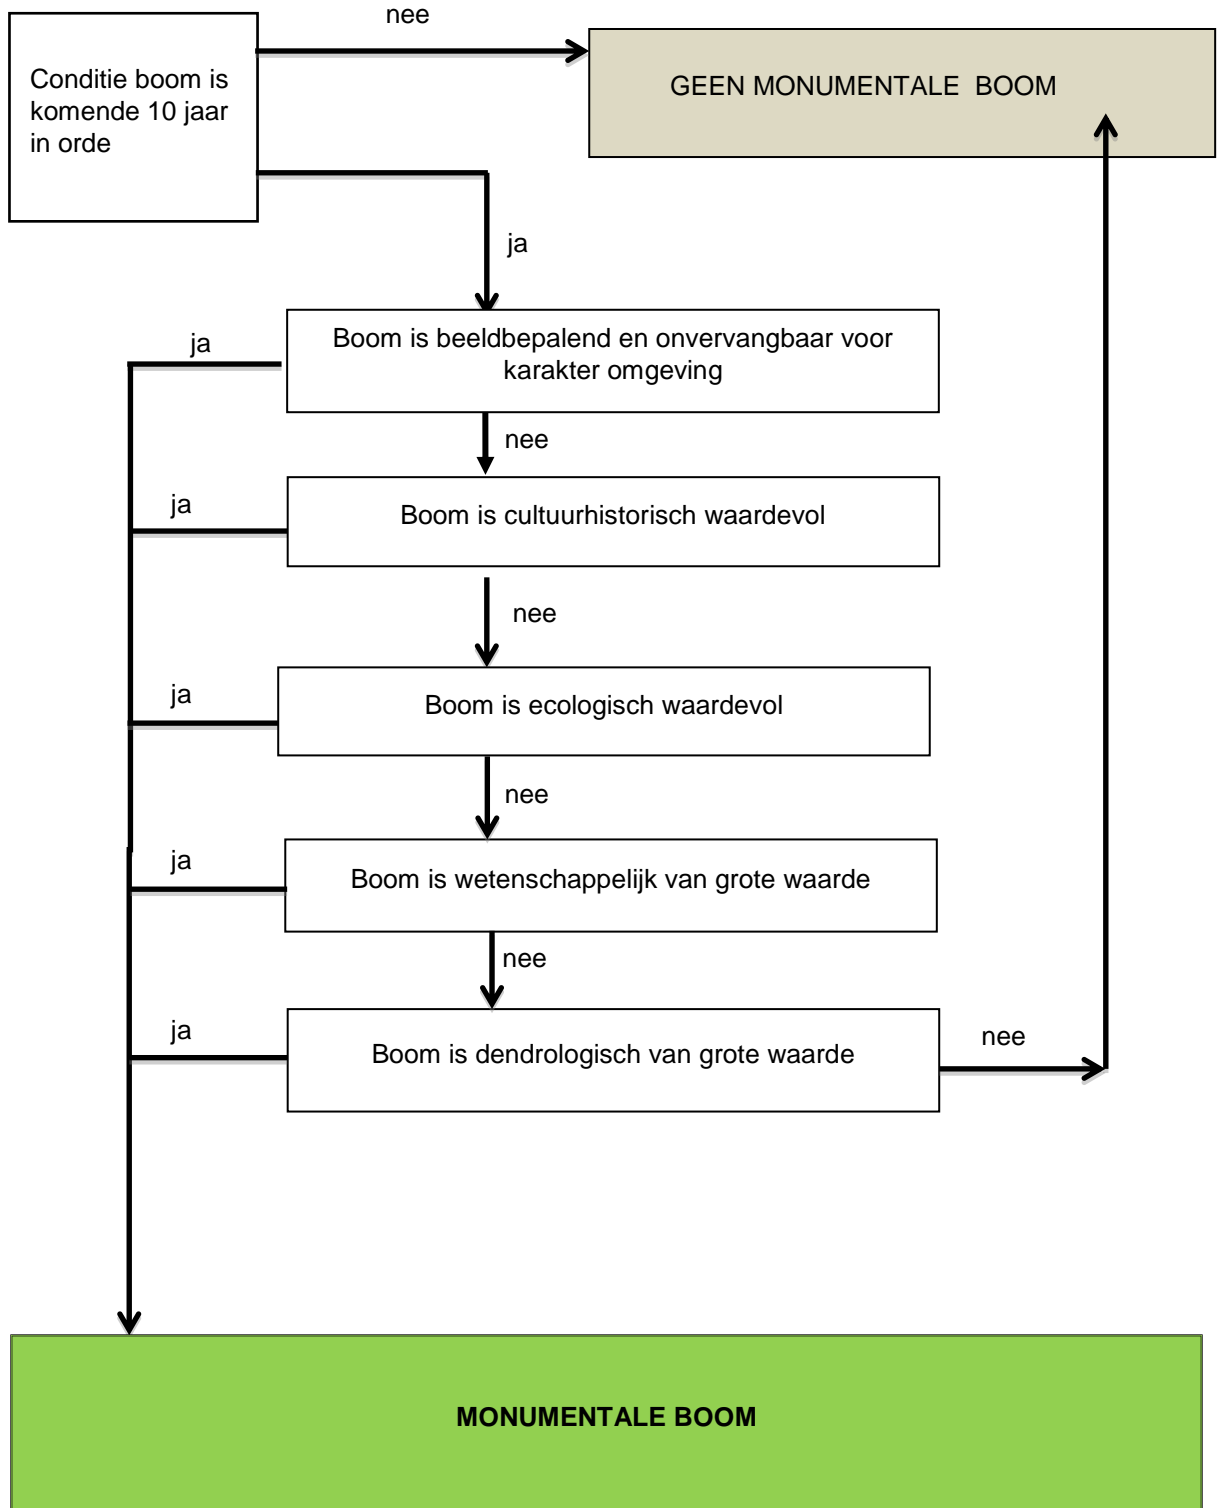 nee
Conditie boom is
komende 10 jaar
in orde
GEEN MONUMENTALE BOOM
ja
Boom is beeldbepalend en onvervangbaar voor
karakter omgeving
ja
nee
Boom is cultuurhistorisch waardevol
ja
nee
Boom is ecologisch waardevol
ja
nee
Boom is wetenschappelijk van grote waarde
ja
nee
Boom is dendrologisch van grote waarde
ja
nee
MONUMENTALE BOOM